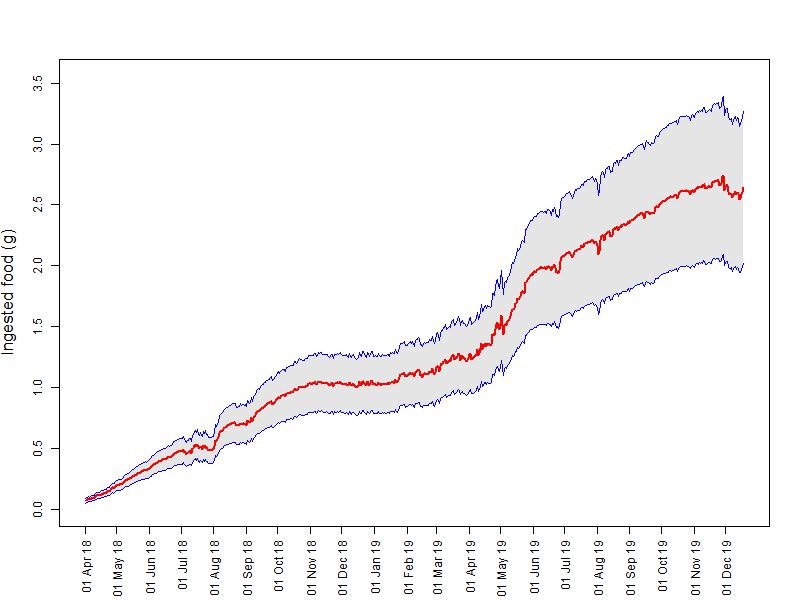 Ingested food (g)
3.5
3.0
2.5
2.0
1.5
1.0
0.5
0.0
01 Apr 18
01 May 18
01 Jun 18
01 Jul 18
01 Aug 18
01 Sep 18
01 Oct 18
01 Nov 18
01 Dec 18
01 Jan 19
01 Feb 19
01 Mar 19
01 Apr 19
01 May 19
01 Jun 19
01 Jul 19
01 Aug 19
01 Sep 19
01 Oct 19
01 Nov 19
01 Dec 19